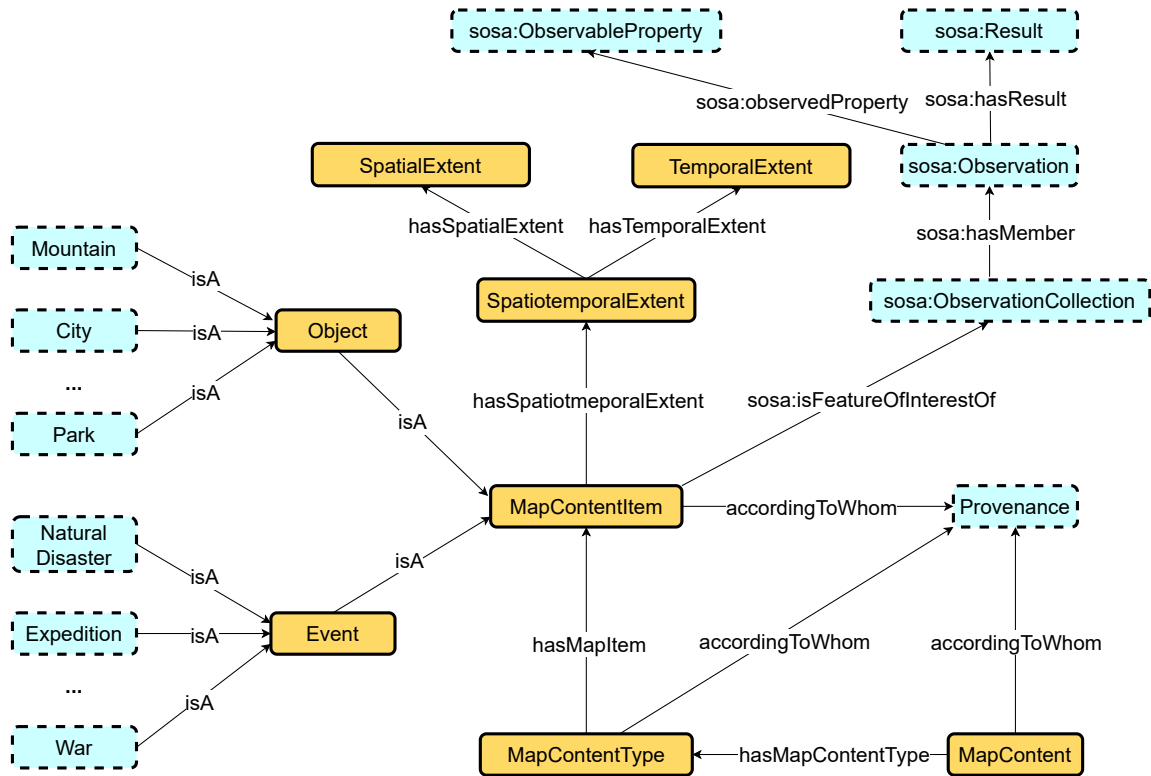 sosa:ObservableProperty
sosa:Result
sosa:observedProperty
sosa:hasResult
SpatialExtent
TemporalExtent
sosa:Observation
hasSpatialExtent
hasTemporalExtent
sosa:hasMember
Mountain
isA
SpatiotemporalExtent
sosa:ObservationCollection
City
isA
Object
...
isA
Park
isA
hasSpatiotmeporalExtent
sosa:isFeatureOfInterestOf
MapContentItem
accordingToWhom
Provenance
Natural
Disaster
isA
isA
Expedition
isA
Event
hasMapItem
accordingToWhom
accordingToWhom
...
isA
War
MapContentType
hasMapContentType
MapContent